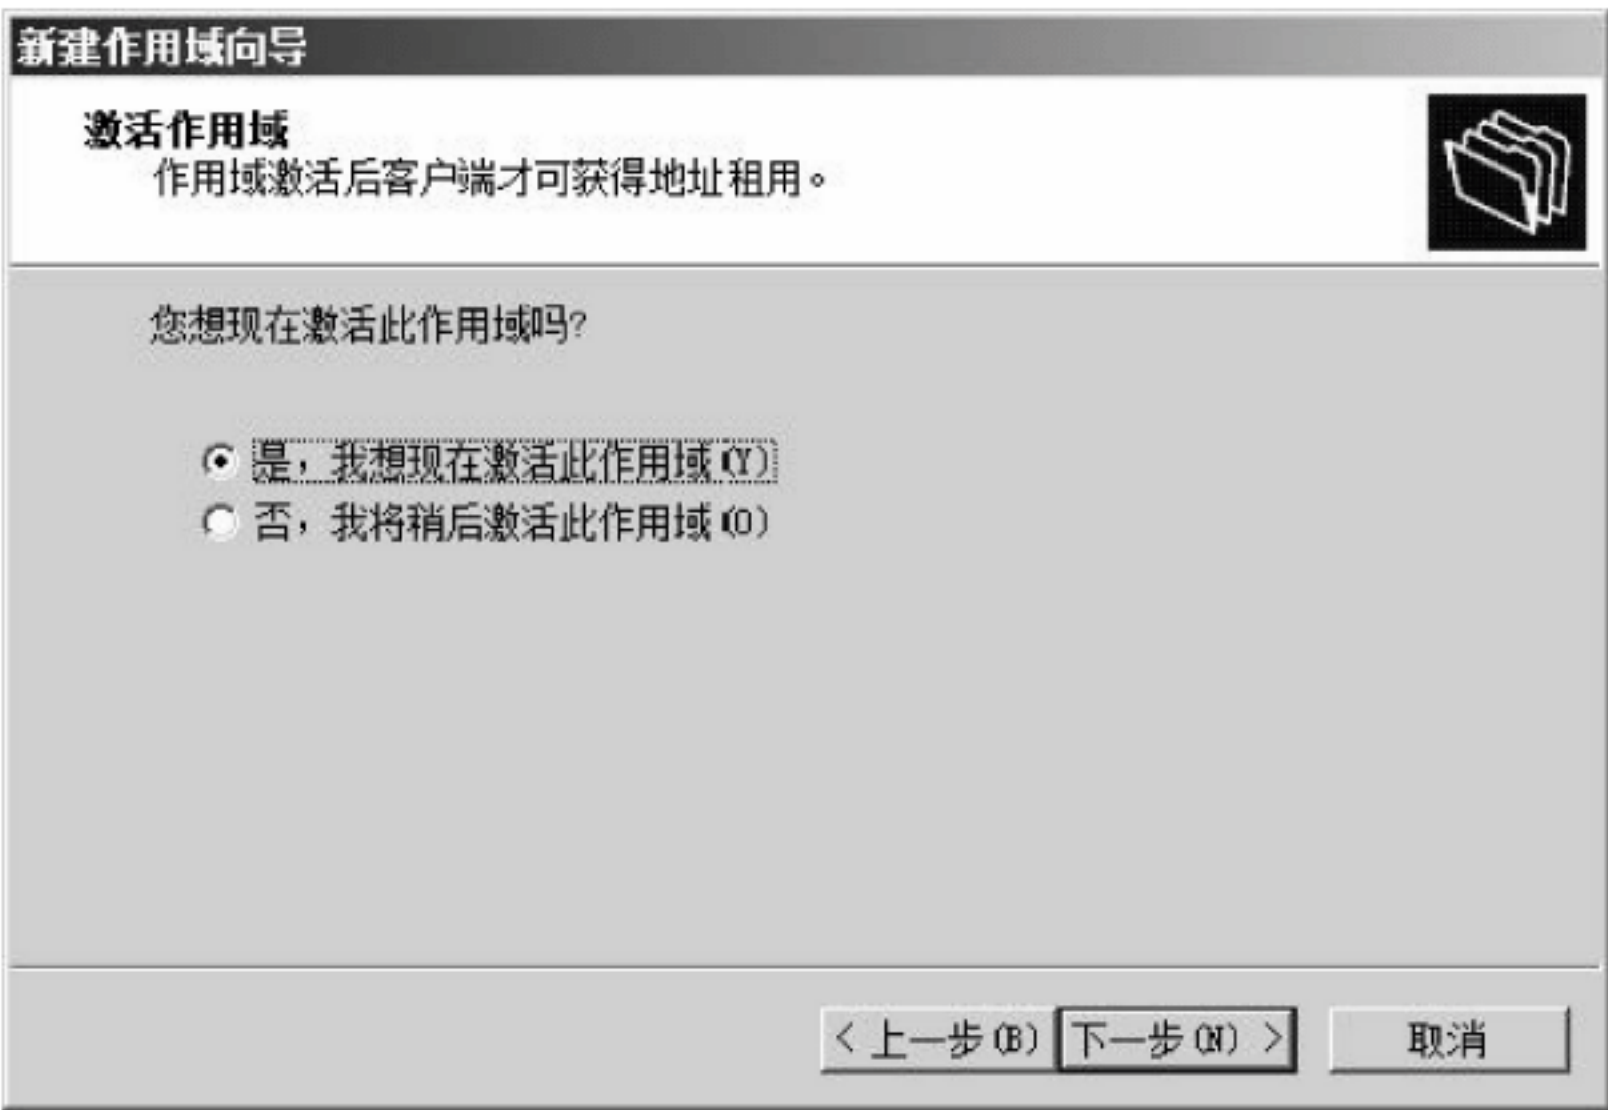 新建作用域向导
激活作用域
作用域激活后客户端才可获得地址租用。
您想现在激活此作用域吗?
是，我想现在激活此作用域(Y)
否，我将稍后激活此作用域(O)
< 上一步(B) 下一步(N) > 取消